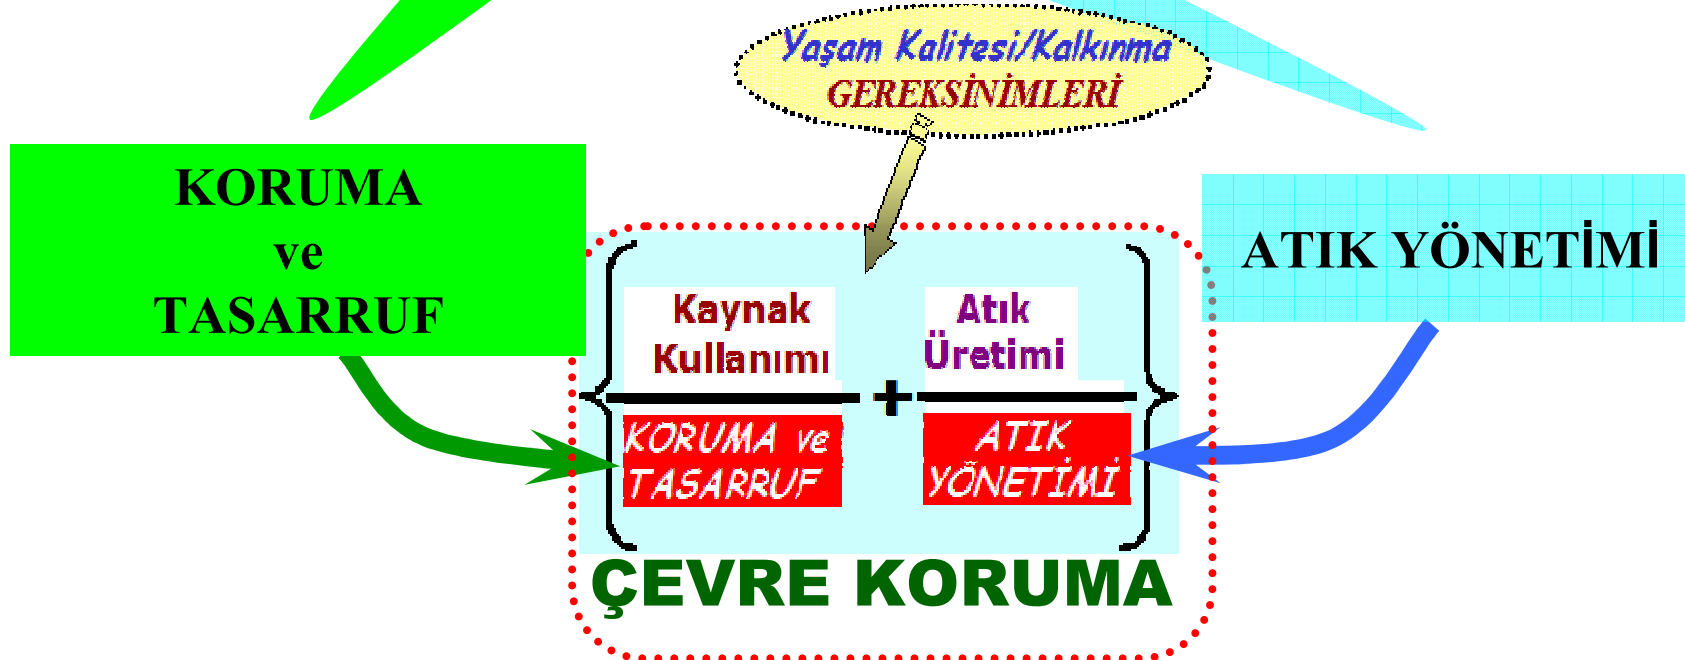 Yaşam Kalitesi/Kalkınma
GEREKSİNİMLERİ
KORUMA
ve
TASARRUF
ATIK YÖNETİMİ
Kaynak
Kullanımı
+
Atık
Üretimi
KORUMA ve
TASARRUF
ATIK
YÖNETİMİ
ÇEVRE KORUMA